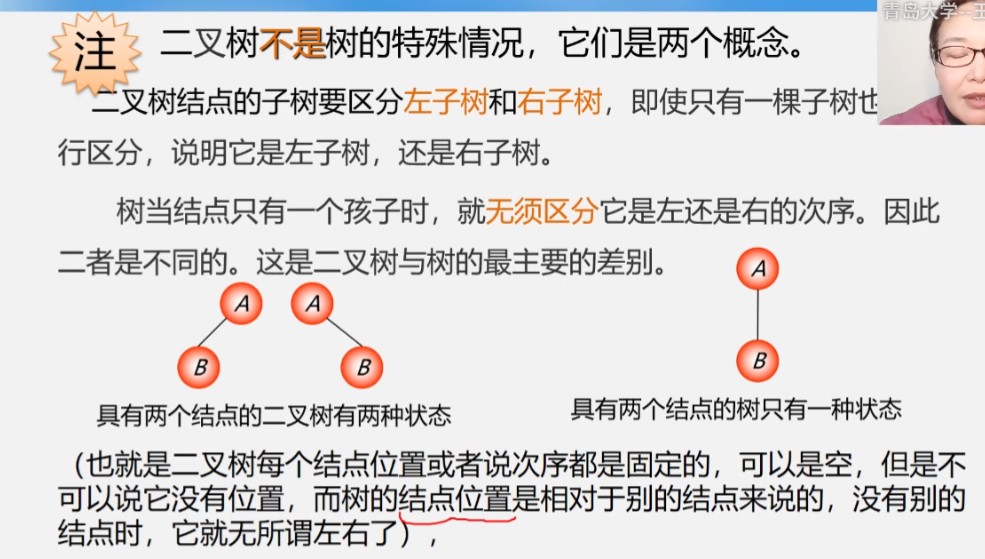 青岛大学-王
注
二叉树不是树的特殊情况，它们是两个概念。
二叉树结点的子树要区分左子树和右子树，即使只有一棵子树也
行区分，说明它是左子树，还是右子树。
树当结点只有一个孩子时，就无须区分它是左还是右的次序。因此
二者是不同的。这是二叉树与树的最主要的差别。
A A A
B B B
具有两个结点的二叉树有两种状态
具有两个结点的树只有一种状态
（也就是二叉树每个结点位置或者说次序都是固定的，可以是空，但是不
可以说它没有位置，而树的结点位置是相对于别的结点来说的，没有别的
结点时，它就无所谓左右了），